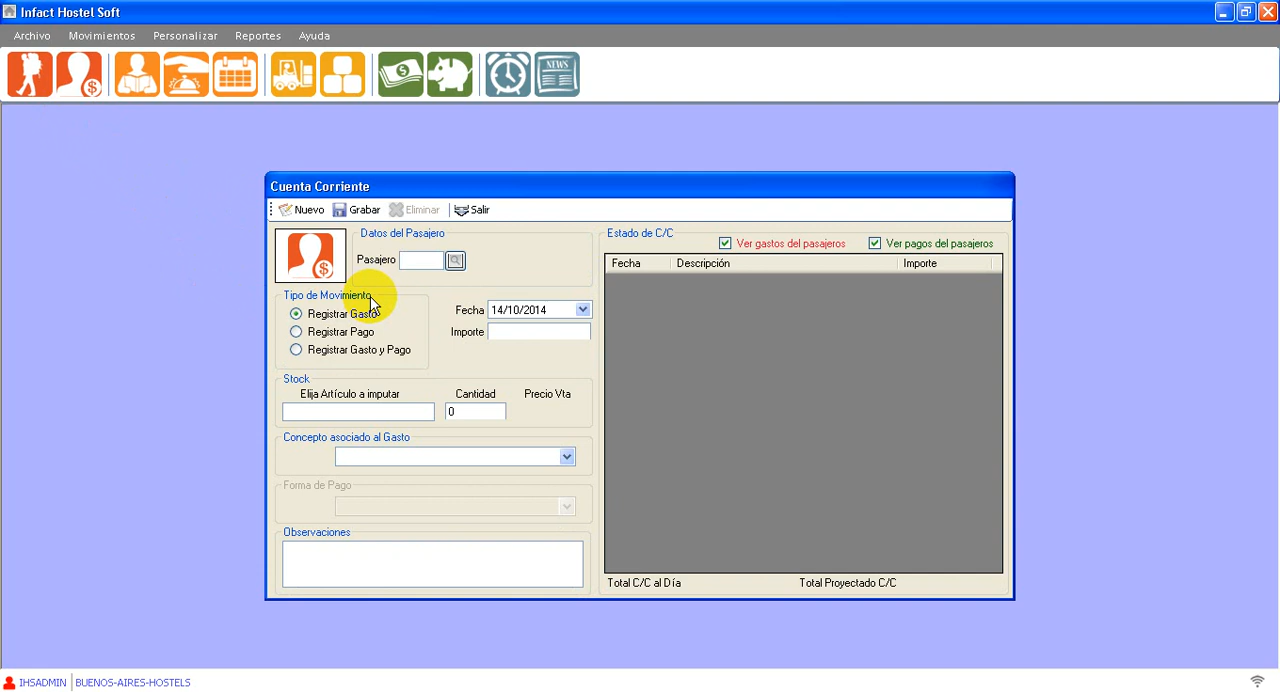 Infact Hostel Soft
Archivo Movimientos Personalizar Reportes Ayuda
$ $ NEWS
Cuenta Corriente
Nuevo Grabar Eliminar Salir
$
Datos del Pasajero
Pasajero
Tipo de Movimiento
Registrar Gasto
Registrar Pago
Registrar Gasto y Pago
Fecha 14/10/2014
Importe
Stock
Elija Artículo a imputar Cantidad Precio Vta
0
Concepto asociado al Gasto
Forma de Pago
Observaciones
Estado de C/C
Ver gastos del pasajeros Ver pagos del pasajeros
Fecha Descripción Importe
Total C/C al Día Total Proyectado C/C
IHSADMIN BUENOS-AIRES-HOSTELS